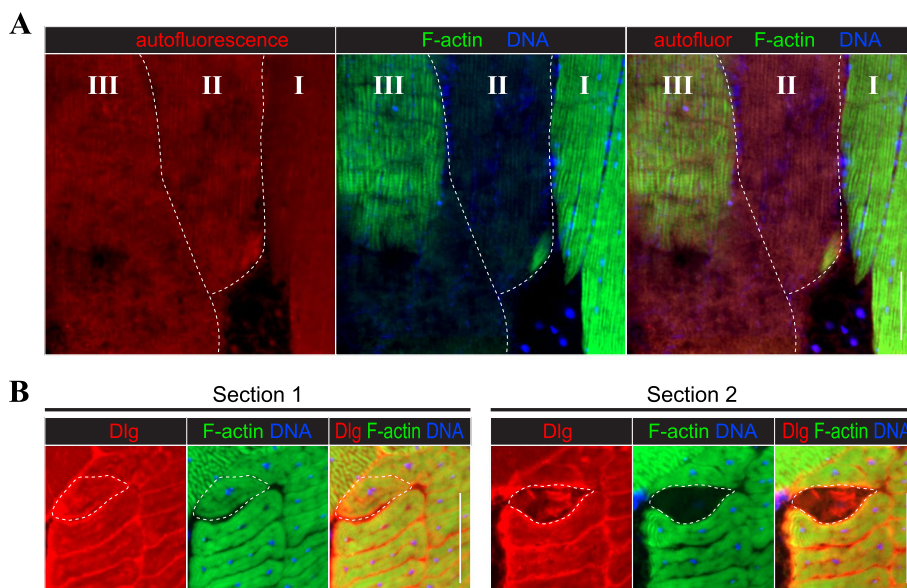 A
autofluorescence F-actin DNA autofluor F-actin DNA
III II I III II I III II I
B
Section 1 Section 2
Dlg F-actin DNA Dlg F-actin DNA Dlg F-actin DNA Dlg F-actin DNA